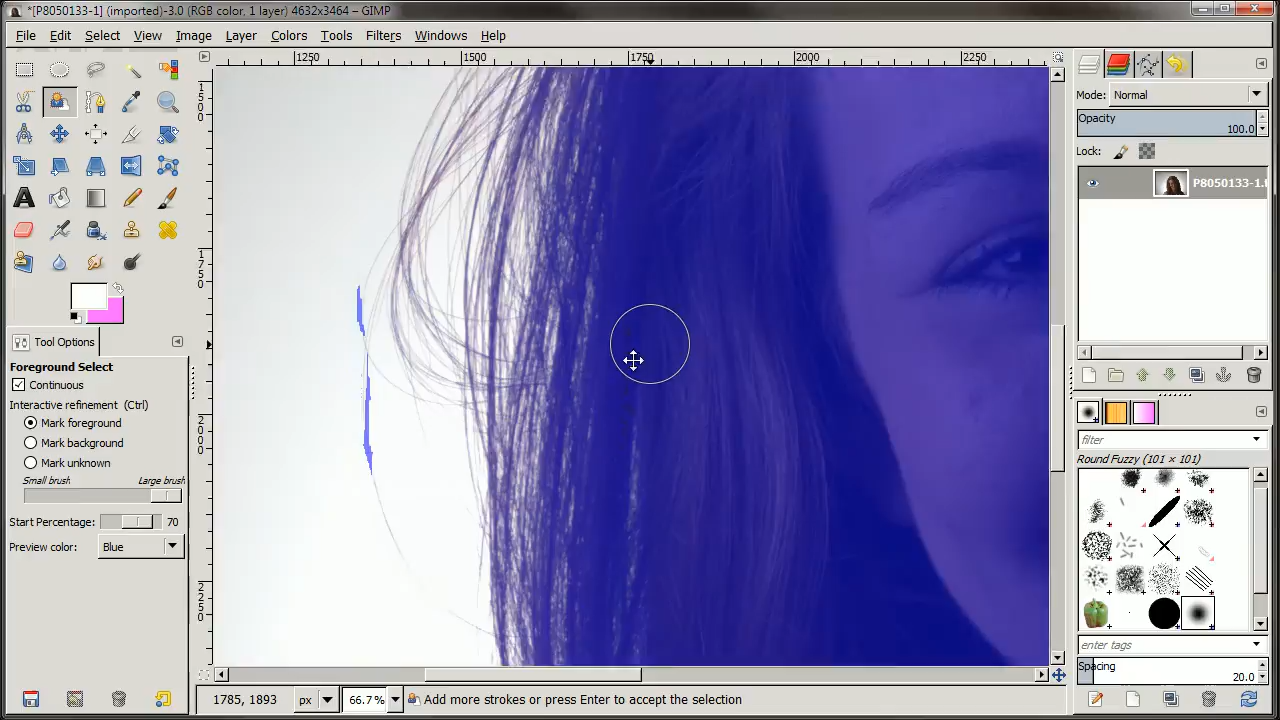 *[P8050133-1] (imported)-3.0 (RGB color, 1 layer) 4632x3464 – GIMP
File Edit Select View Image Layer Colors Tools Filters Windows Help
1250 1500 1750 2000 2250
Mode: Normal
Opacity 100.0
Lock:
P8050133-1.
1500
1750
2000
2250
Tool Options
Foreground Select
Continuous
Interactive refinement (Ctrl)
Mark foreground
Mark background
Mark unknown
Small brush Large brush
Start Percentage: 70
Preview color: Blue
filter
Round Fuzzy (101 × 101)
enter tags
Spacing 20.0
1785, 1893 px 66.7% Add more strokes or press Enter to accept the selection